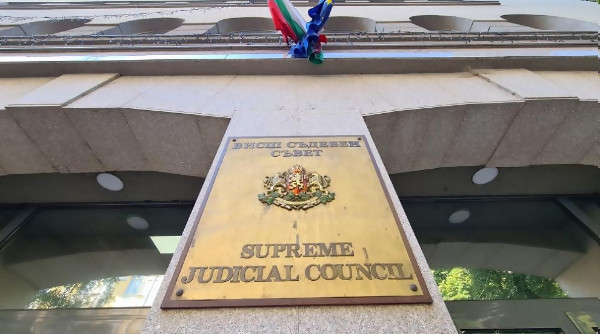 ВИСШ СЪДЕБЕН
СЪВЕТ
SUPREME
JUDICIAL COUNCIL